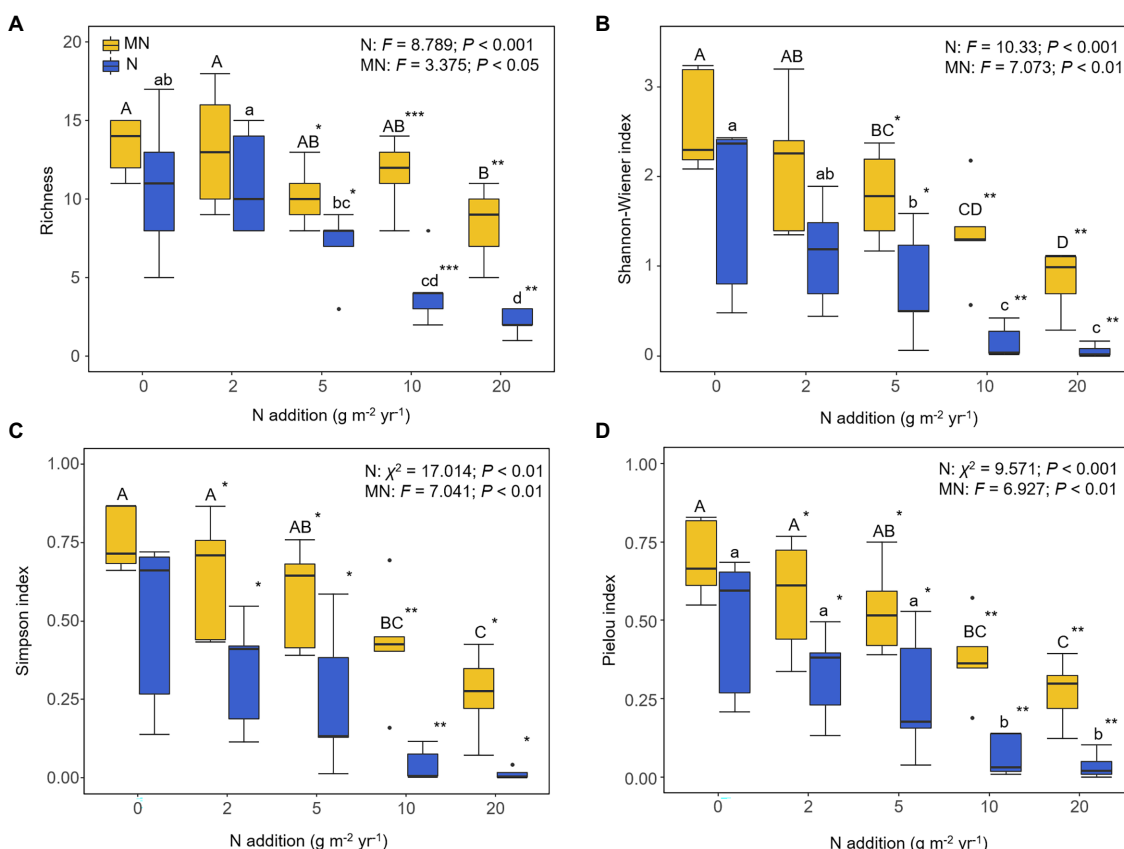 A
20
15
10
5
0
Richness
MN
N
N: F = 8.789; P < 0.001
MN: F = 3.375; P < 0.05
A
ab
A
a
AB*
bc*
AB***
cd***
B**
d**
0 2 5 10 20
N addition (g m⁻² yr⁻¹)
B
3
2
1
0
Shannon-Wiener index
N: F = 10.33; P < 0.001
MN: F = 7.073; P < 0.01
A
a
AB
ab
BC*
b*
CD**
c**
D**
c**
0 2 5 10 20
N addition (g m⁻² yr⁻¹)
C
1.00
0.75
0.50
0.25
0.00
Simpson index
N: χ² = 17.014; P < 0.01
MN: F = 7.041; P < 0.01
A
A*
*
AB*
*
BC**
**
C*
*
0 2 5 10 20
N addition (g m⁻² yr⁻¹)
D
1.00
0.75
0.50
0.25
0.00
Pielou index
N: χ² = 9.571; P < 0.001
MN: F = 6.927; P < 0.01
A
a
A*
a*
AB*
a*
BC**
b**
C**
b**
0 2 5 10 20
N addition (g m⁻² yr⁻¹)